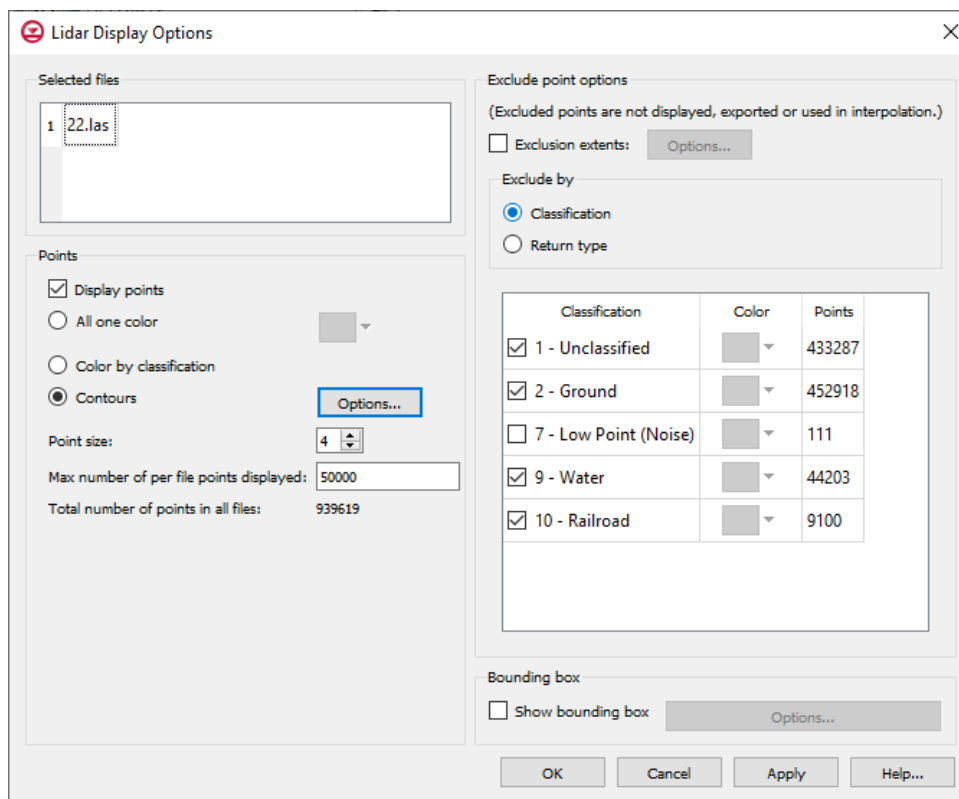 Lidar Display Options
Selected files
1 22.las
Points
Display points
All one color
Color by classification
Contours
Options...
Point size:
4
Max number of per file points displayed:
50000
Total number of points in all files:
939619
Exclude point options
(Excluded points are not displayed, exported or used in interpolation.)
Exclusion extents:
Options...
Exclude by
Classification
Return type
Classification Color Points
1 - Unclassified 433287
2 - Ground 452918
7 - Low Point (Noise) 111
9 - Water 44203
10 - Railroad 9100
Bounding box
Show bounding box
Options...
OK Cancel Apply Help...